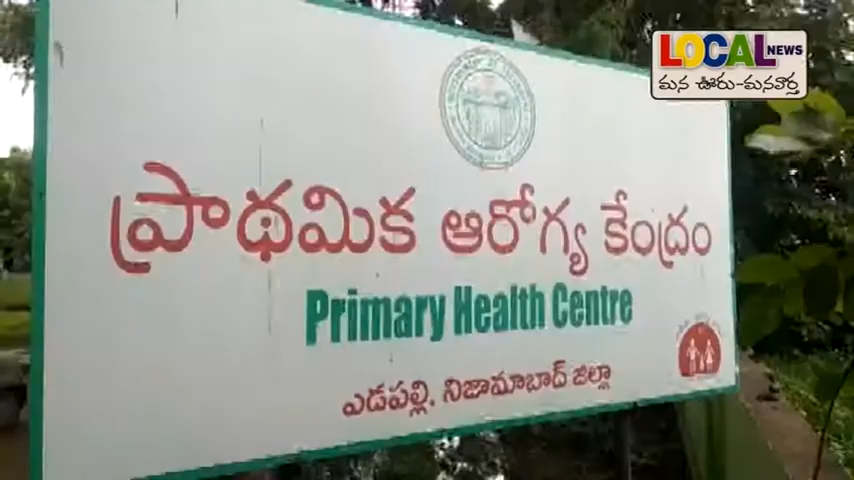 LOCAL NEWS
మన ఊరు-మనవార్త
ప్రాథమిక ఆరోగ్య కేంద్రం
Primary Health Centre
ఎడపల్లి. నిజామాబాద్ జిల్లా